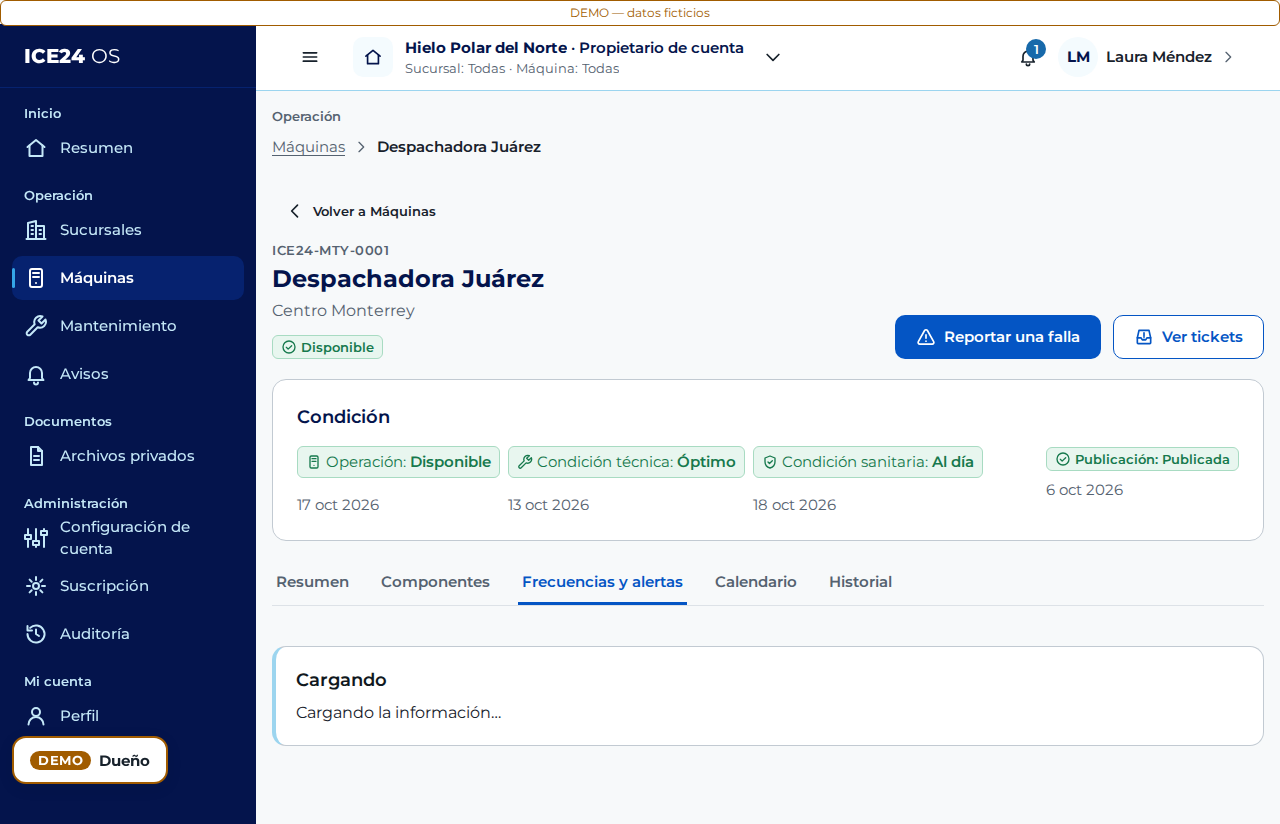 DEMO — datos ficticios
ICE24 OS
Hielo Polar del Norte · Propietario de cuenta
Sucursal: Todas · Máquina: Todas
1
LM
Laura Méndez
Inicio
Resumen
Operación
Sucursales
Máquinas
Mantenimiento
Avisos
Documentos
Archivos privados
Administración
Configuración de
cuenta
Suscripción
Auditoría
Mi cuenta
Perfil
DEMO Dueño
Operación
Máquinas > Despachadora Juárez
Volver a Máquinas
ICE24-MTY-0001
Despachadora Juárez
Centro Monterrey
Disponible
Reportar una falla
Ver tickets
Condición
Operación: Disponible
Condición técnica: Óptimo
Condición sanitaria: Al día
Publicación: Publicada
17 oct 2026
13 oct 2026
18 oct 2026
6 oct 2026
Resumen
Componentes
Frecuencias y alertas
Calendario
Historial
Cargando
Cargando la información...